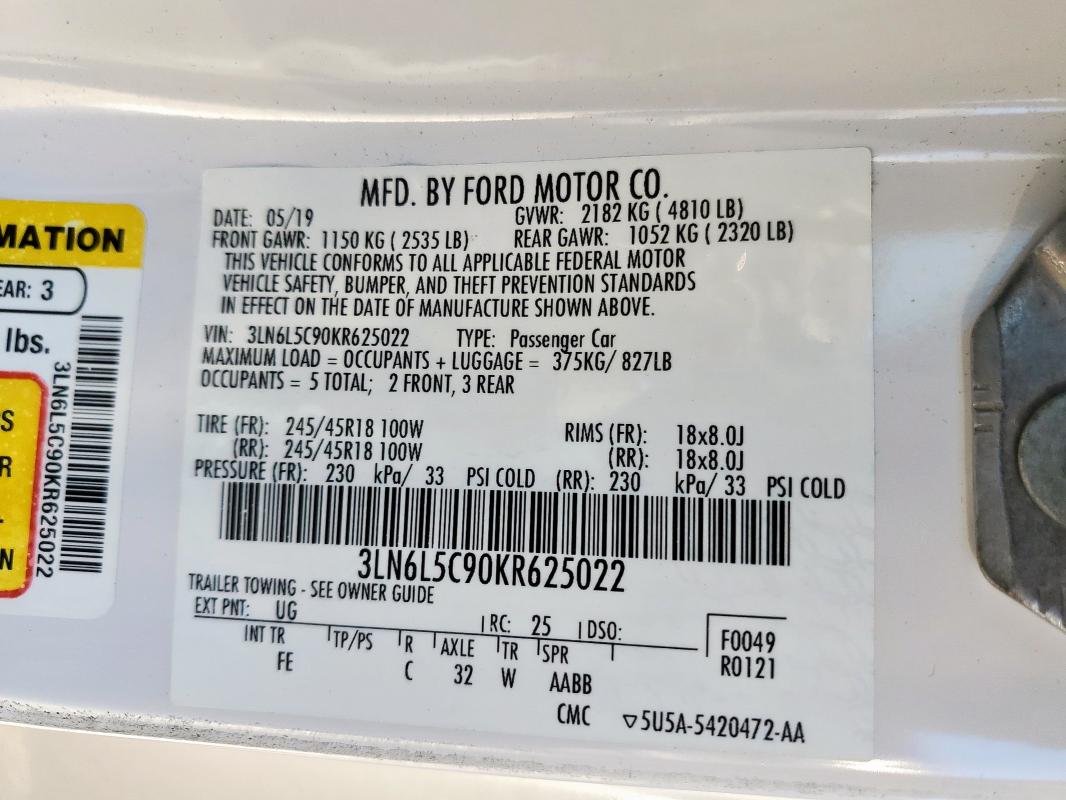 MATION
EAR: 3
lbs.
3LN6L5C90KR625022
S
R
N
MFD. BY FORD MOTOR CO.
DATE: 05/19 GVWR: 2182 KG ( 4810 LB)
FRONT GAWR: 1150 KG ( 2535 LB) REAR GAWR: 1052 KG ( 2320 LB)
THIS VEHICLE CONFORMS TO ALL APPLICABLE FEDERAL MOTOR
VEHICLE SAFETY, BUMPER, AND THEFT PREVENTION STANDARDS
IN EFFECT ON THE DATE OF MANUFACTURE SHOWN ABOVE.
VIN: 3LN6L5C90KR625022 TYPE: Passenger Car
MAXIMUM LOAD = OCCUPANTS + LUGGAGE = 375KG/ 827LB
OCCUPANTS = 5 TOTAL; 2 FRONT, 3 REAR
TIRE (FR): 245/45R18 100W RIMS (FR): 18x8.0J
(RR): 245/45R18 100W (RR): 18x8.0J
PRESSURE (FR): 230 kPa/ 33 PSI COLD (RR): 230 kPa/ 33 PSI COLD
3LN6L5C90KR625022
TRAILER TOWING - SEE OWNER GUIDE
EXT PNT: UG RC: 25 DSO:
INT TR TP/PS R AXLE TR SPR
FE C 32 W AABB
CMC
F0049
R0121
▽5U5A-5420472-AA